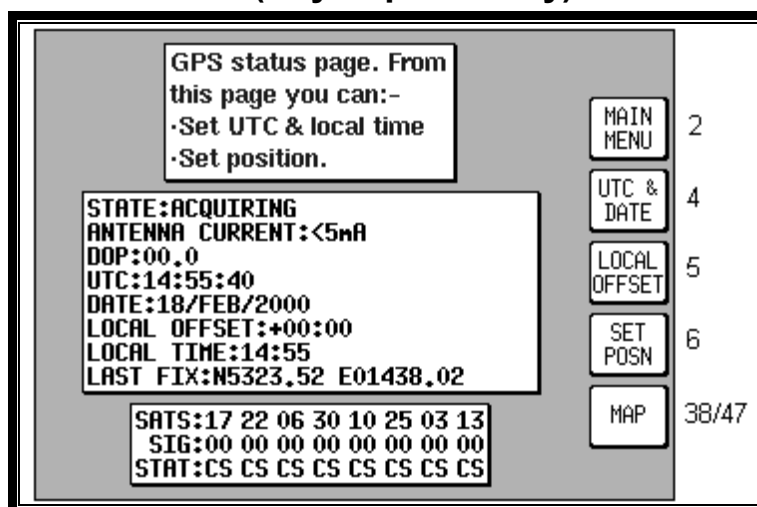 GPS status page. From
this page you can:-
·Set UTC & local time
·Set position.
STATE:ACQUIRING
ANTENNA CURRENT:<5mA
DOP:00.0
UTC:14:55:40
DATE:18/FEB/2000
LOCAL OFFSET:+00:00
LOCAL TIME:14:55
LAST FIX:N5323.52 E01438.02
SATS:17 22 06 30 10 25 03 13
SIG:00 00 00 00 00 00 00 00
STAT:CS CS CS CS CS CS CS CS
MAIN
MENU
2
UTC &
DATE
4
LOCAL
OFFSET
5
SET
POSN
6
MAP
38/47